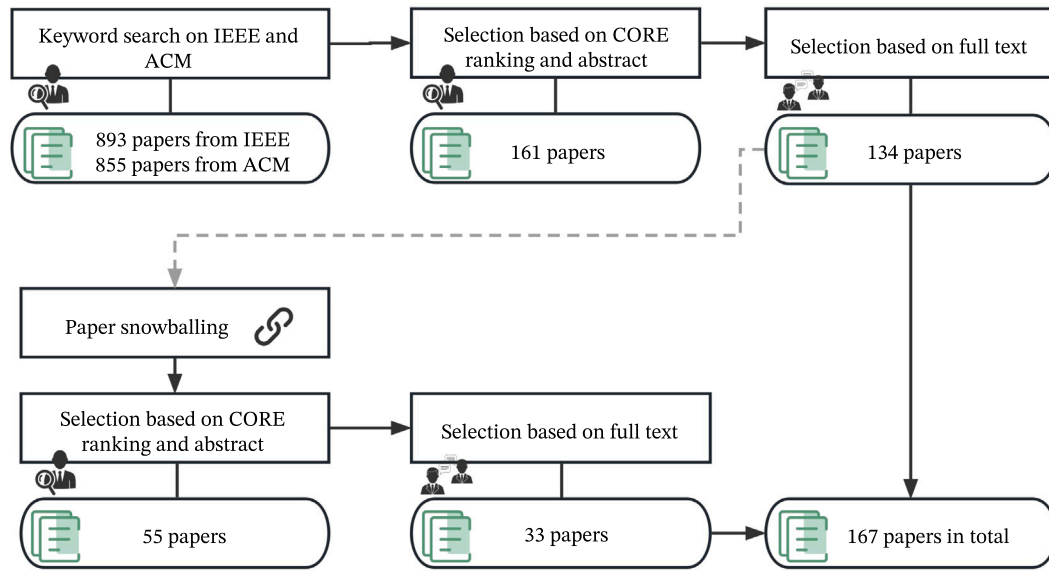 Keyword search on IEEE and
ACM
Selection based on CORE
ranking and abstract
Selection based on full text
893 papers from IEEE
855 papers from ACM
161 papers
134 papers
Paper snowballing
Selection based on CORE
ranking and abstract
Selection based on full text
55 papers
33 papers
167 papers in total